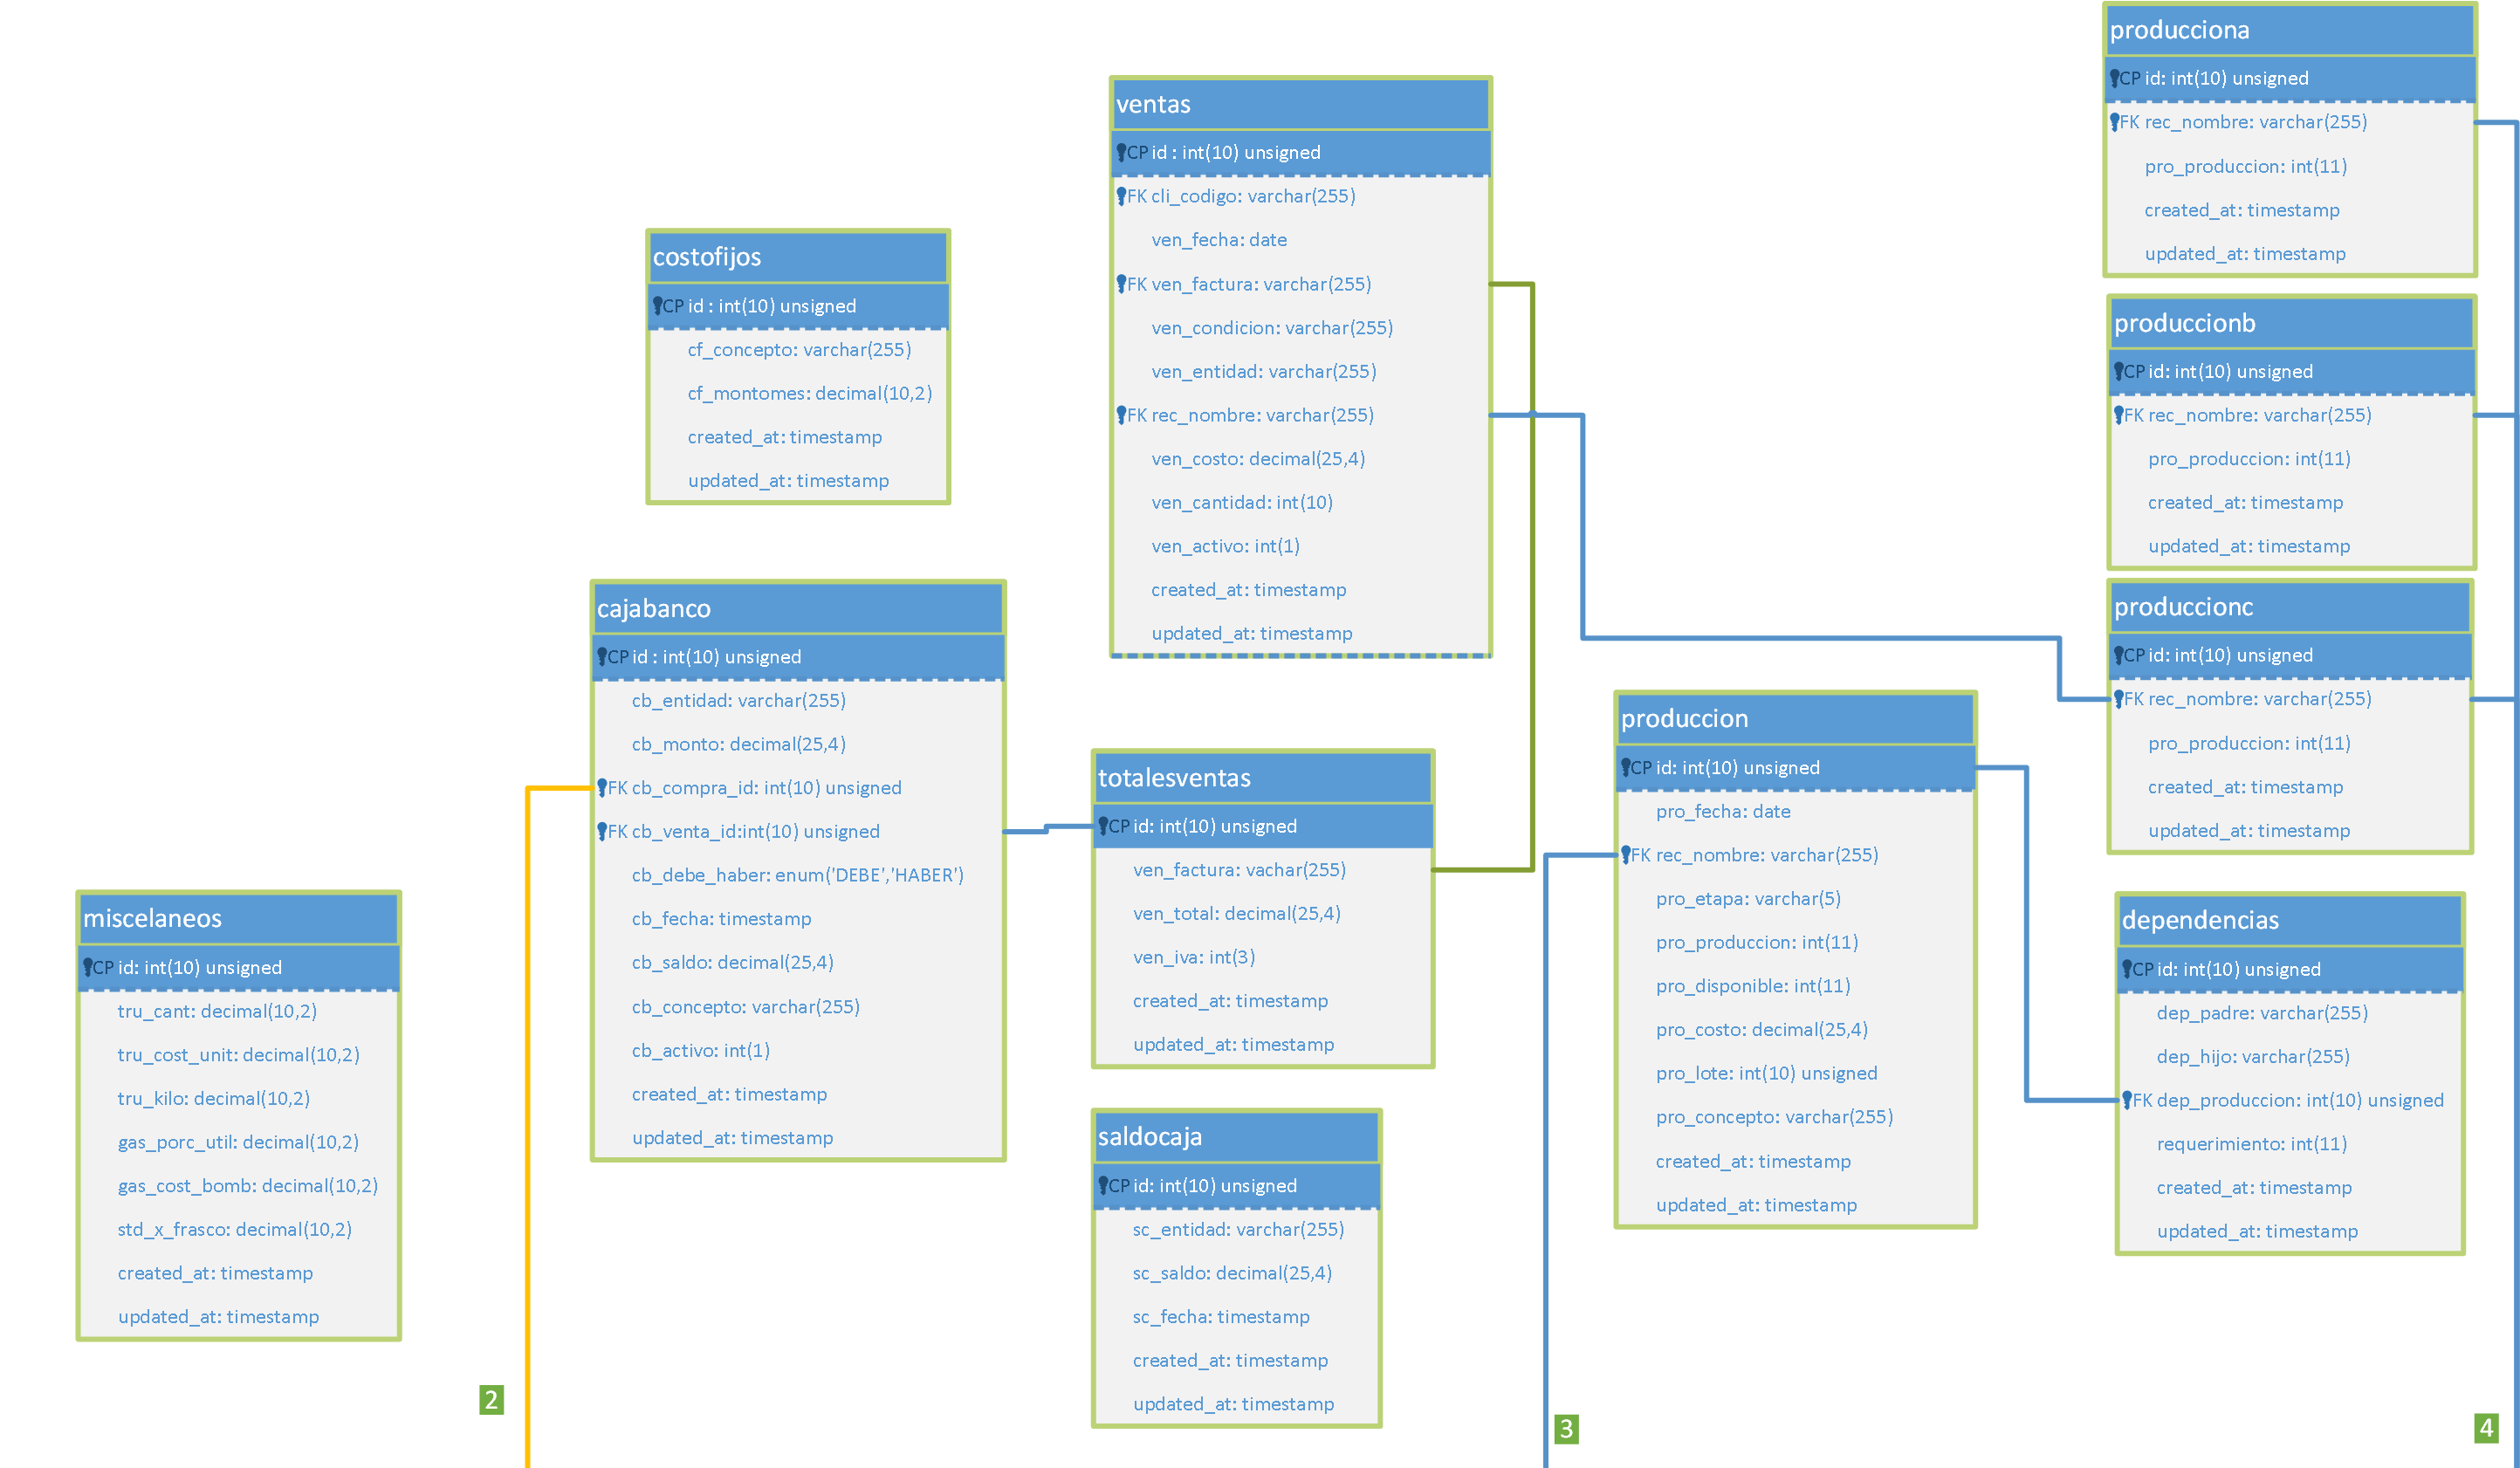 costofijos
CP id : int(10) unsigned
cf_concepto: varchar(255)
cf_montomes: decimal(10,2)
created_at: timestamp
updated_at: timestamp
ventas
CP id : int(10) unsigned
FK cli_codigo: varchar(255)
ven_fecha: date
FK ven_factura: varchar(255)
ven_condicion: varchar(255)
ven_entidad: varchar(255)
FK rec_nombre: varchar(255)
ven_costo: decimal(25,4)
ven_cantidad: int(10)
ven_activo: int(1)
created_at: timestamp
updated_at: timestamp
producciona
CP id: int(10) unsigned
FK rec_nombre: varchar(255)
pro_produccion: int(11)
created_at: timestamp
updated_at: timestamp
produccionb
CP id: int(10) unsigned
FK rec_nombre: varchar(255)
pro_produccion: int(11)
created_at: timestamp
updated_at: timestamp
produccionc
CP id: int(10) unsigned
FK rec_nombre: varchar(255)
pro_produccion: int(11)
created_at: timestamp
updated_at: timestamp
cajabanco
CP id : int(10) unsigned
cb_entidad: varchar(255)
cb_monto: decimal(25,4)
FK cb_compra_id: int(10) unsigned
FK cb_venta_id:int(10) unsigned
cb_debe_haber: enum('DEBE','HABER')
cb_fecha: timestamp
cb_saldo: decimal(25,4)
cb_concepto: varchar(255)
cb_activo: int(1)
created_at: timestamp
updated_at: timestamp
totalesventas
CP id: int(10) unsigned
ven_factura: vachar(255)
ven_total: decimal(25,4)
ven_iva: int(3)
created_at: timestamp
updated_at: timestamp
produccion
CP id: int(10) unsigned
pro_fecha: date
FK rec_nombre: varchar(255)
pro_etapa: varchar(5)
pro_produccion: int(11)
pro_disponible: int(11)
pro_costo: decimal(25,4)
pro_lote: int(10) unsigned
pro_concepto: varchar(255)
created_at: timestamp
updated_at: timestamp
dependencias
CP id: int(10) unsigned
dep_padre: varchar(255)
dep_hijo: varchar(255)
FK dep_produccion: int(10) unsigned
requerimiento: int(11)
created_at: timestamp
updated_at: timestamp
miscelaneos
CP id: int(10) unsigned
tru_cant: decimal(10,2)
tru_cost_unit: decimal(10,2)
tru_kilo: decimal(10,2)
gas_porc_util: decimal(10,2)
gas_cost_bomb: decimal(10,2)
std_x_frasco: decimal(10,2)
created_at: timestamp
updated_at: timestamp
saldocaja
CP id: int(10) unsigned
sc_entidad: varchar(255)
sc_saldo: decimal(25,4)
sc_fecha: timestamp
created_at: timestamp
updated_at: timestamp
2
3
4